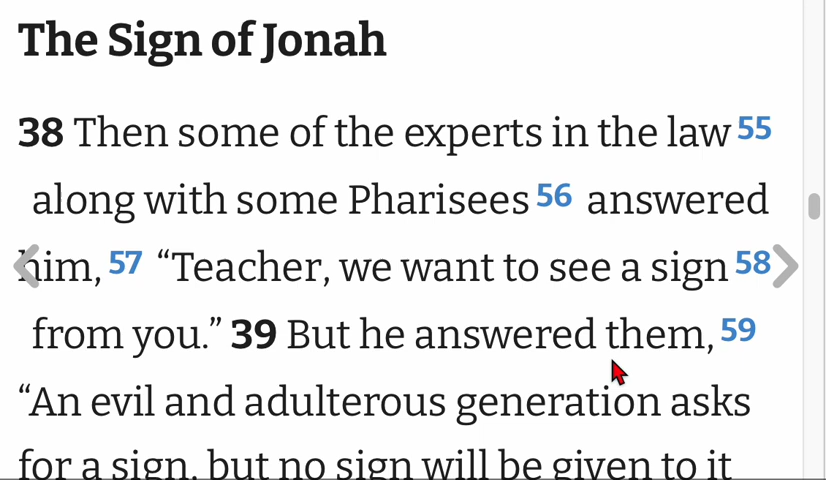 The Sign of Jonah
38 Then some of the experts in the law 55
along with some Pharisees 56 answered
him, 57 “Teacher, we want to see a sign 58
from you.” 39 But he answered them, 59
“An evil and adulterous generation asks
for a sign, but no sign will be given to it